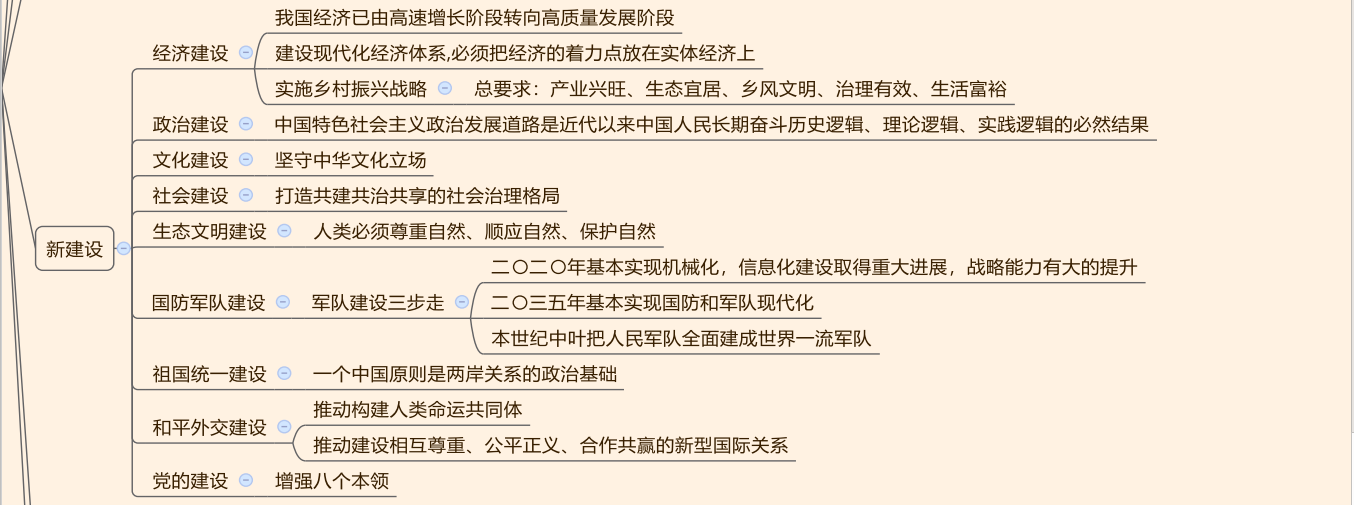 我国经济已由高速增长阶段转向高质量发展阶段
经济建设
建设现代化经济体系,必须把经济的着力点放在实体经济上
实施乡村振兴战略
总要求：产业兴旺、生态宜居、乡风文明、治理有效、生活富裕
政治建设
中国特色社会主义政治发展道路是近代以来中国人民长期奋斗历史逻辑、理论逻辑、实践逻辑的必然结果
文化建设
坚守中华文化立场
社会建设
打造共建共治共享的社会治理格局
生态文明建设
人类必须尊重自然、顺应自然、保护自然
新建设
二〇二〇年基本实现机械化，信息化建设取得重大进展，战略能力有大的提升
国防军队建设
军队建设三步走
二〇三五年基本实现国防和军队现代化
本世纪中叶把人民军队全面建成世界一流军队
祖国统一建设
一个中国原则是两岸关系的政治基础
推动构建人类命运共同体
和平外交建设
推动建设相互尊重、公平正义、合作共赢的新型国际关系
党的建设
增强八个本领